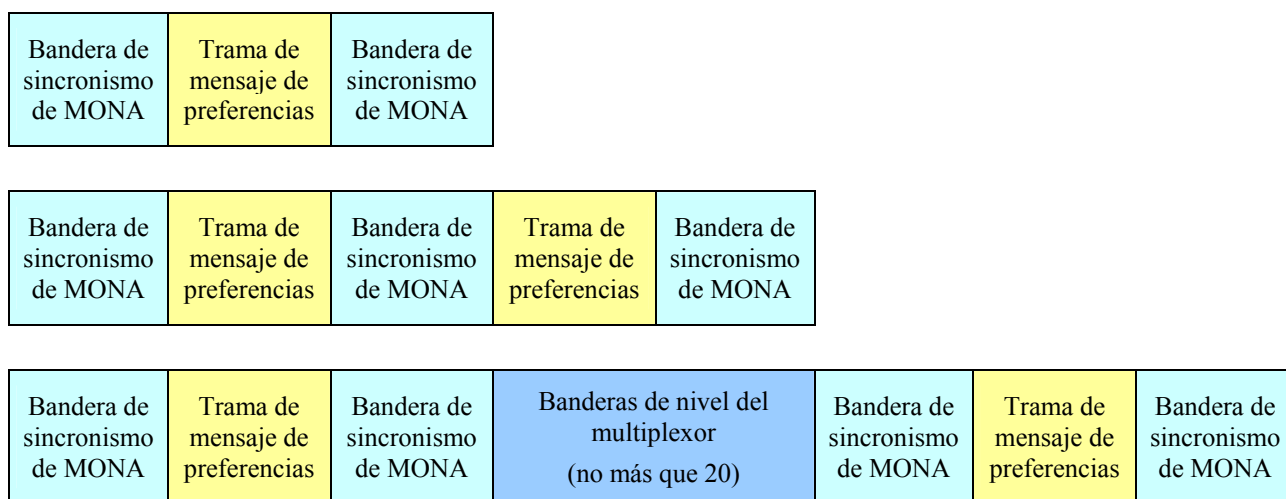 Bandera de
sincronismo
de MONA
Trama de
mensaje de
preferencias
Bandera de
sincronismo
de MONA
Bandera de
sincronismo
de MONA
Trama de
mensaje de
preferencias
Bandera de
sincronismo
de MONA
Trama de
mensaje de
preferencias
Bandera de
sincronismo
de MONA
Bandera de
sincronismo
de MONA
Trama de
mensaje de
preferencias
Bandera de
sincronismo
de MONA
Banderas de nivel del
multiplexor
(no más que 20)
Bandera de
sincronismo
de MONA
Trama de
mensaje de
preferencias
Bandera de
sincronismo
de MONA